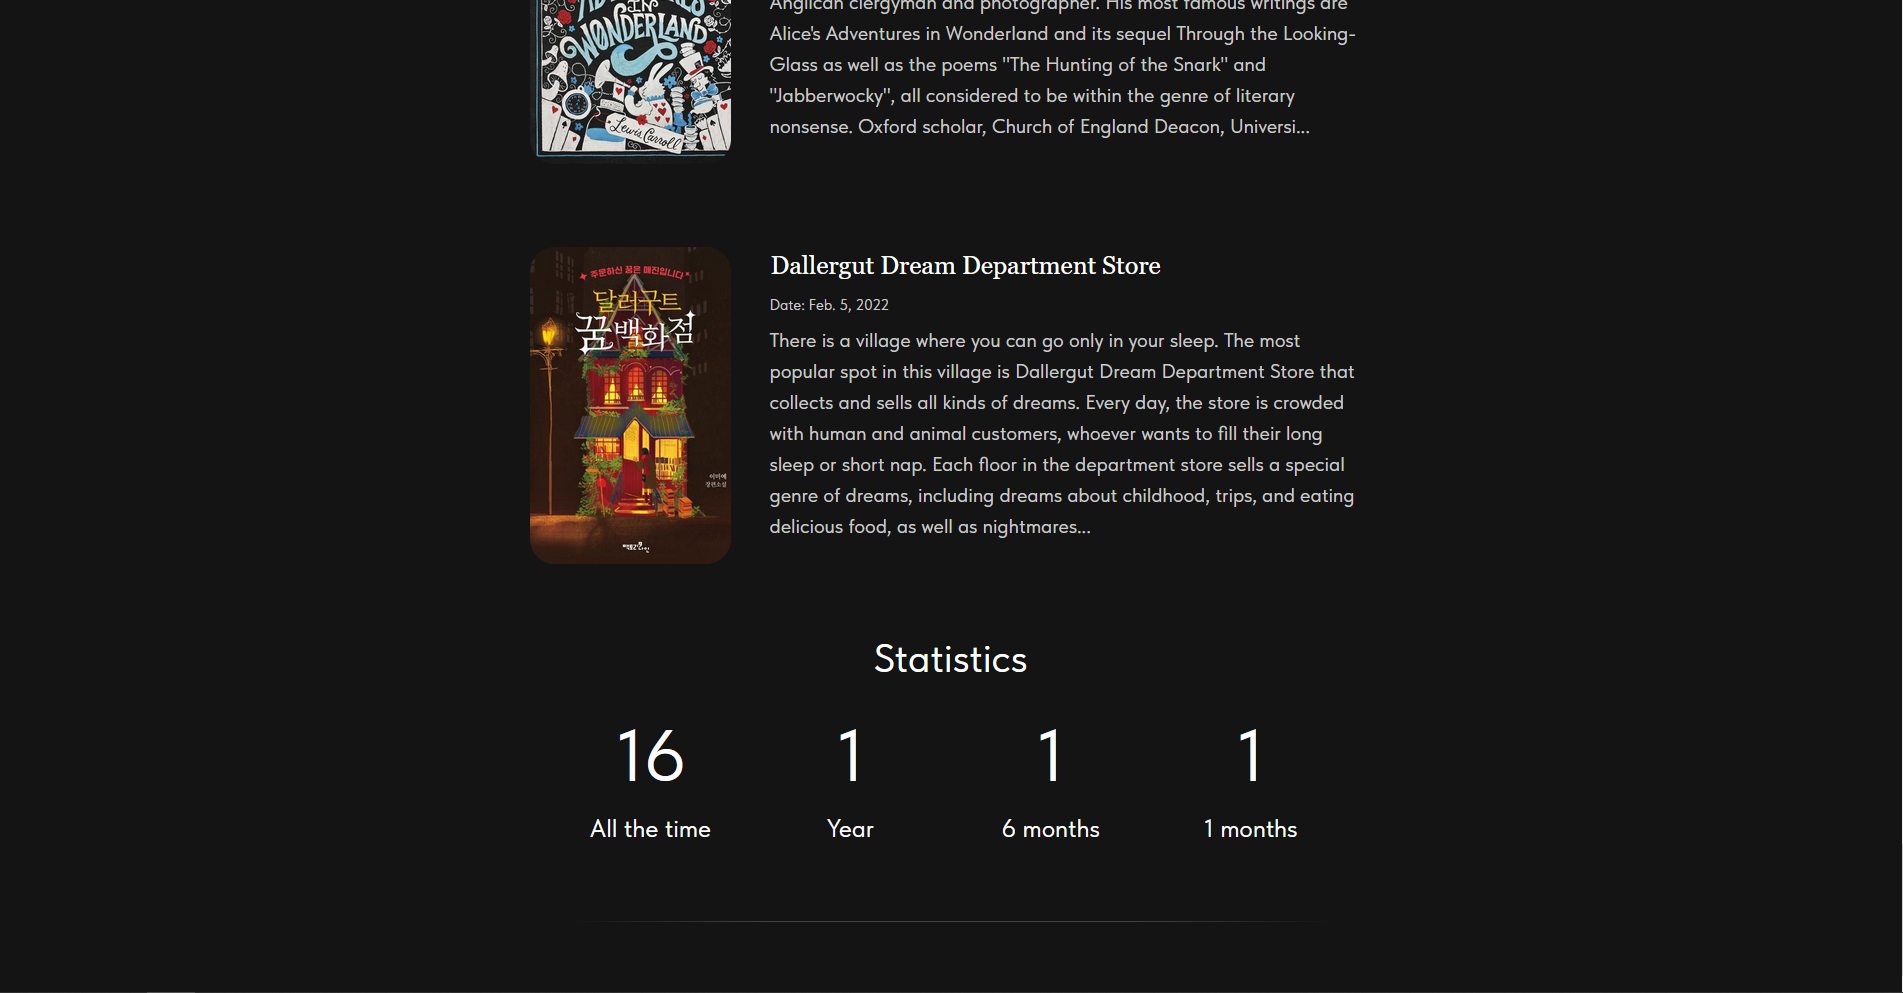 IN
WONDERLAND
Lewis Carroll
Anglican clergyman and photographer. His most famous writings are
Alice's Adventures in Wonderland and its sequel Through the Looking-
Glass as well as the poems "The Hunting of the Snark" and
"Jabberwocky", all considered to be within the genre of literary
nonsense. Oxford scholar, Church of England Deacon, Universi...
주문하신 꿈은 매진입니다
달러구트
꿈백화점
이미예
장편소설
Dallergut Dream Department Store
Date: Feb. 5, 2022
There is a village where you can go only in your sleep. The most
popular spot in this village is Dallergut Dream Department Store that
collects and sells all kinds of dreams. Every day, the store is crowded
with human and animal customers, whoever wants to fill their long
sleep or short nap. Each floor in the department store sells a special
genre of dreams, including dreams about childhood, trips, and eating
delicious food, as well as nightmares...
Statistics
16
1
1
1
All the time
Year
6 months
1 months